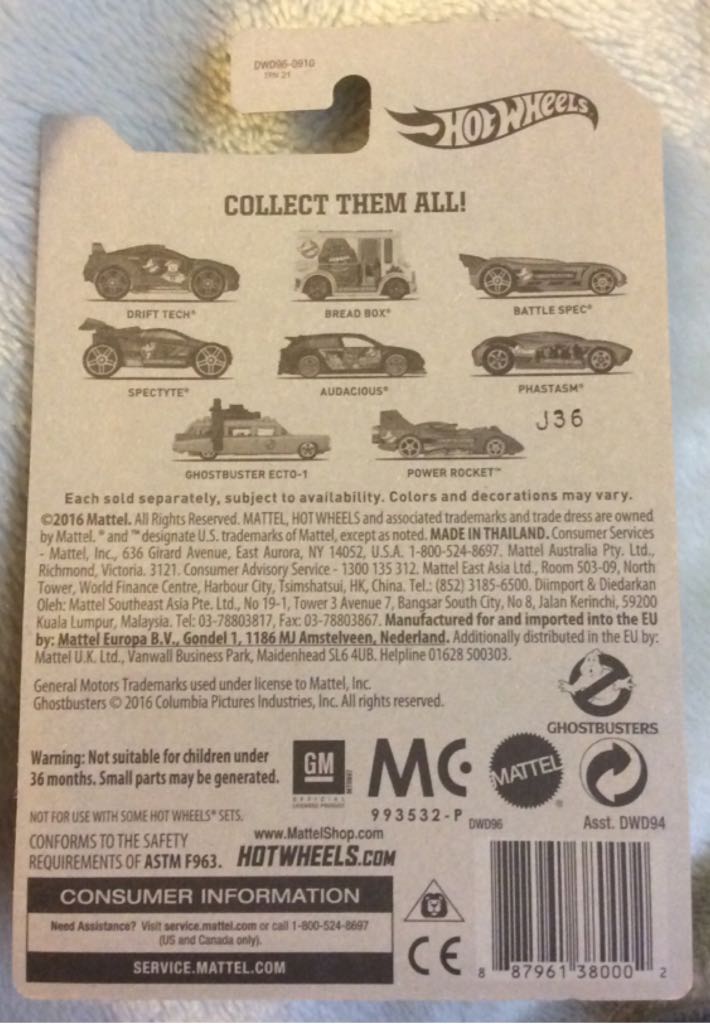 DWD96-0910
HOT WHEELS
COLLECT THEM ALL!
DRIFT TECH®
BREAD BOX®
BATTLE SPEC®
SPECTYTE®
AUDACIOUS®
PHASTASM®
J36
GHOSTBUSTER ECTO-1
POWER ROCKET™
Each sold separately, subject to availability. Colors and decorations may vary.
©2016 Mattel. All Rights Reserved. MATTEL, HOT WHEELS and associated trademarks and trade dress are owned
by Mattel. ® and ™ designate U.S. trademarks of Mattel, except as noted. MADE IN THAILAND. Consumer Services
- Mattel, Inc., 636 Girard Avenue, East Aurora, NY 14052, U.S.A. 1-800-524-8697. Mattel Australia Pty. Ltd.,
Richmond, Victoria. 3121. Consumer Advisory Service - 1300 135 312. Mattel East Asia Ltd., Room 503-09, North
Tower, World Finance Centre, Harbour City, Tsimshatsui, HK, China. Tel.: (852) 3185-6500. Diimport & Diedarkan
Oleh: Mattel Southeast Asia Pte. Ltd., No 19-1, Tower 3 Avenue 7, Bangsar South City, No 8, Jalan Kerinchi, 59200
Kuala Lumpur, Malaysia. Tel: 03-78803817, Fax: 03-78803867. Manufactured for and imported into the EU
by: Mattel Europa B.V., Gondel 1, 1186 MJ Amstelveen, Nederland. Additionally distributed in the EU by:
Mattel U.K. Ltd., Vanwall Business Park, Maidenhead SL6 4UB. Helpline 01628 500303.
General Motors Trademarks used under license to Mattel, Inc.
Ghostbusters © 2016 Columbia Pictures Industries, Inc. All rights reserved.
GHOSTBUSTERS
Warning: Not suitable for children under
36 months. Small parts may be generated.
GM
OFFICIAL
LICENSED PRODUCT
MC
993532-P
MATTEL®
DWD96
Asst. DWD94
NOT FOR USE WITH SOME HOT WHEELS® SETS.
CONFORMS TO THE SAFETY
REQUIREMENTS OF ASTM F963.
www.MattelShop.com
HOTWHEELS.COM
CONSUMER INFORMATION
Need Assistance? Visit service.mattel.com or call 1-800-524-8697
(US and Canada only).
SERVICE.MATTEL.COM
CE
8 87961 38000 2